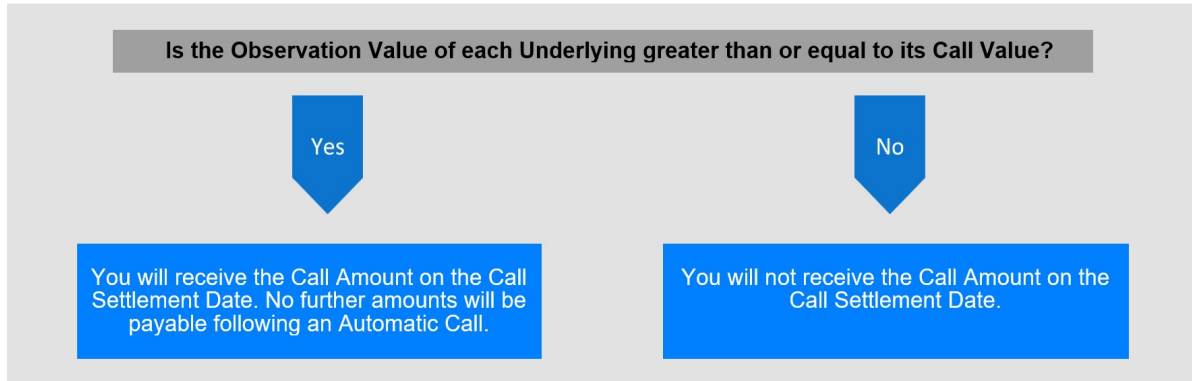 Is the Observation Value of each Underlying greater than or equal to its Call Value?
Yes
No
You will receive the Call Amount on the Call
Settlement Date. No further amounts will be
payable following an Automatic Call.
You will not receive the Call Amount on the
Call Settlement Date.